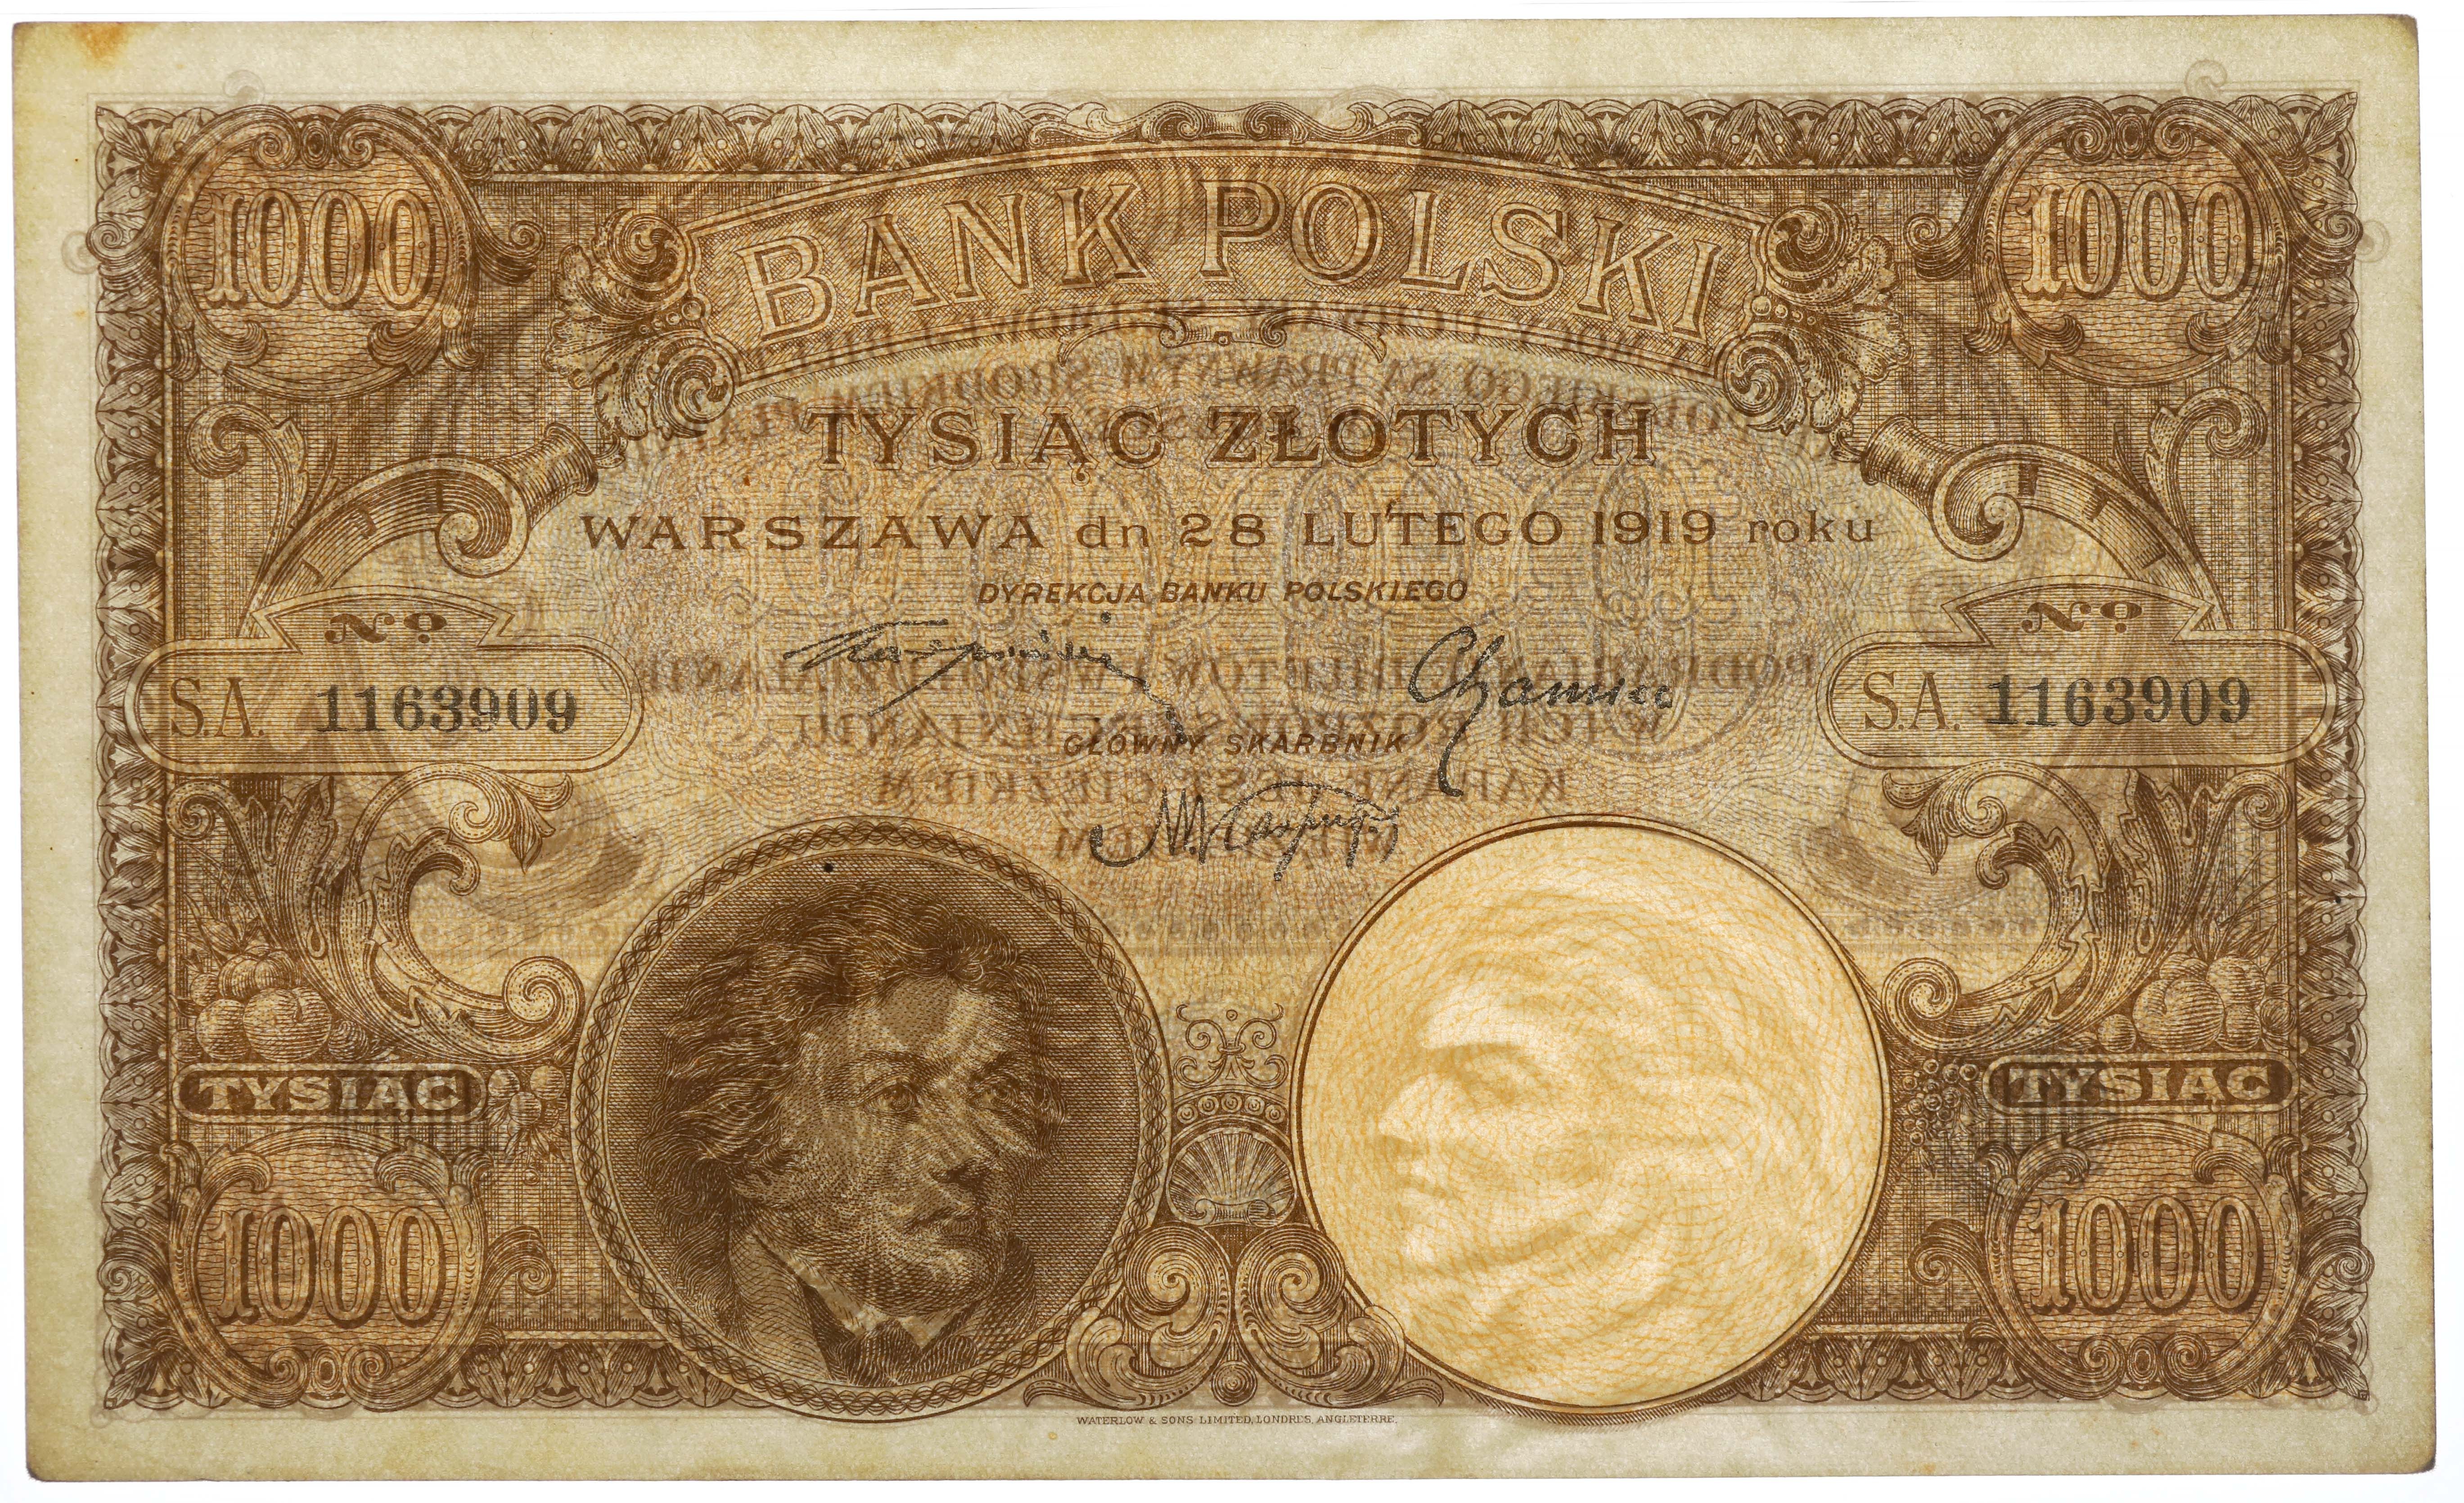 1000 1000
BANK POLSKI
TYSIĄC ZŁOTYCH
WARSZAWA dn 28 LUTEGO 1919 roku
DYREKCJA BANKU POLSKIEGO
No No
S.A. 1163909 S.A. 1163909
GŁÓWNY SKARBNIK
TYSIĄC TYSIĄC
1000 1000
WATERLOW & SONS LIMITED, LONDRES, ANGLETERRE.